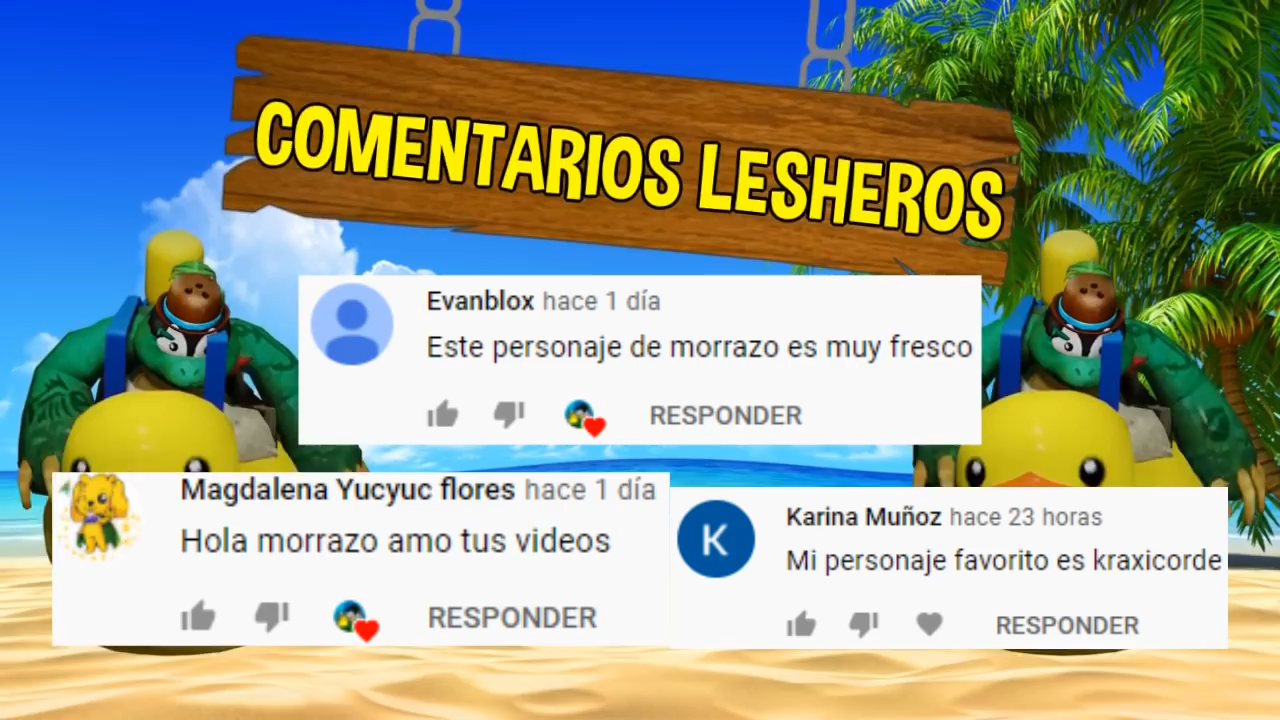 COMENTARIOS LESHEROS
Evanblox hace 1 día
Este personaje de morrazo es muy fresco
RESPONDER
Magdalena Yucyuc flores hace 1 día
Hola morrazo amo tus videos
RESPONDER
K
Karina Muñoz hace 23 horas
Mi personaje favorito es kraxicorde
RESPONDER